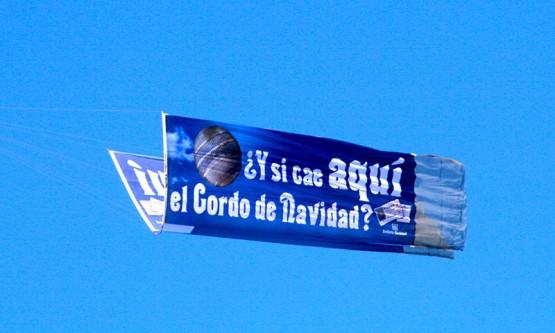 ¿Y si cae aquí
el Gordo de Navidad?